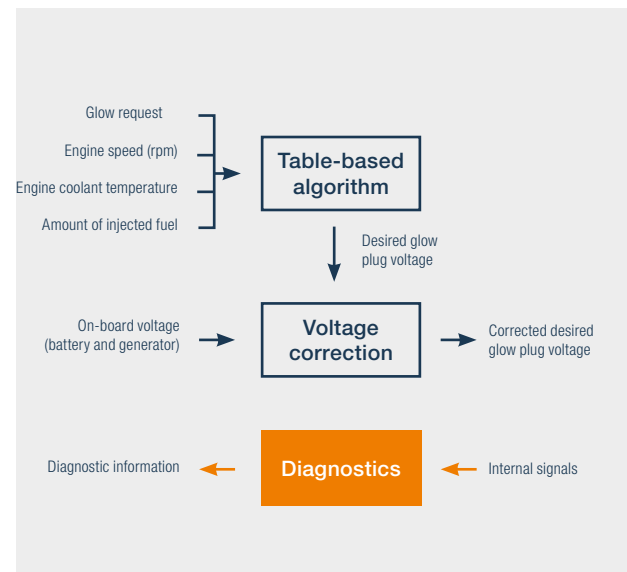 Glow request
Engine speed (rpm)
Engine coolant temperature
Amount of injected fuel
Table-based
algorithm
Desired glow
plug voltage
On-board voltage
(battery and generator)
Voltage
correction
Corrected desired
glow plug voltage
Diagnostic information
Diagnostics
Internal signals